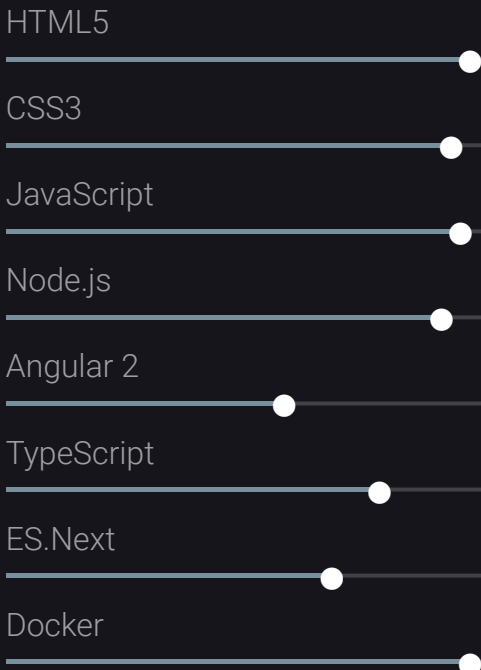 HTML5
CSS3
JavaScript
Node.js
Angular 2
TypeScript
ES.Next
Docker